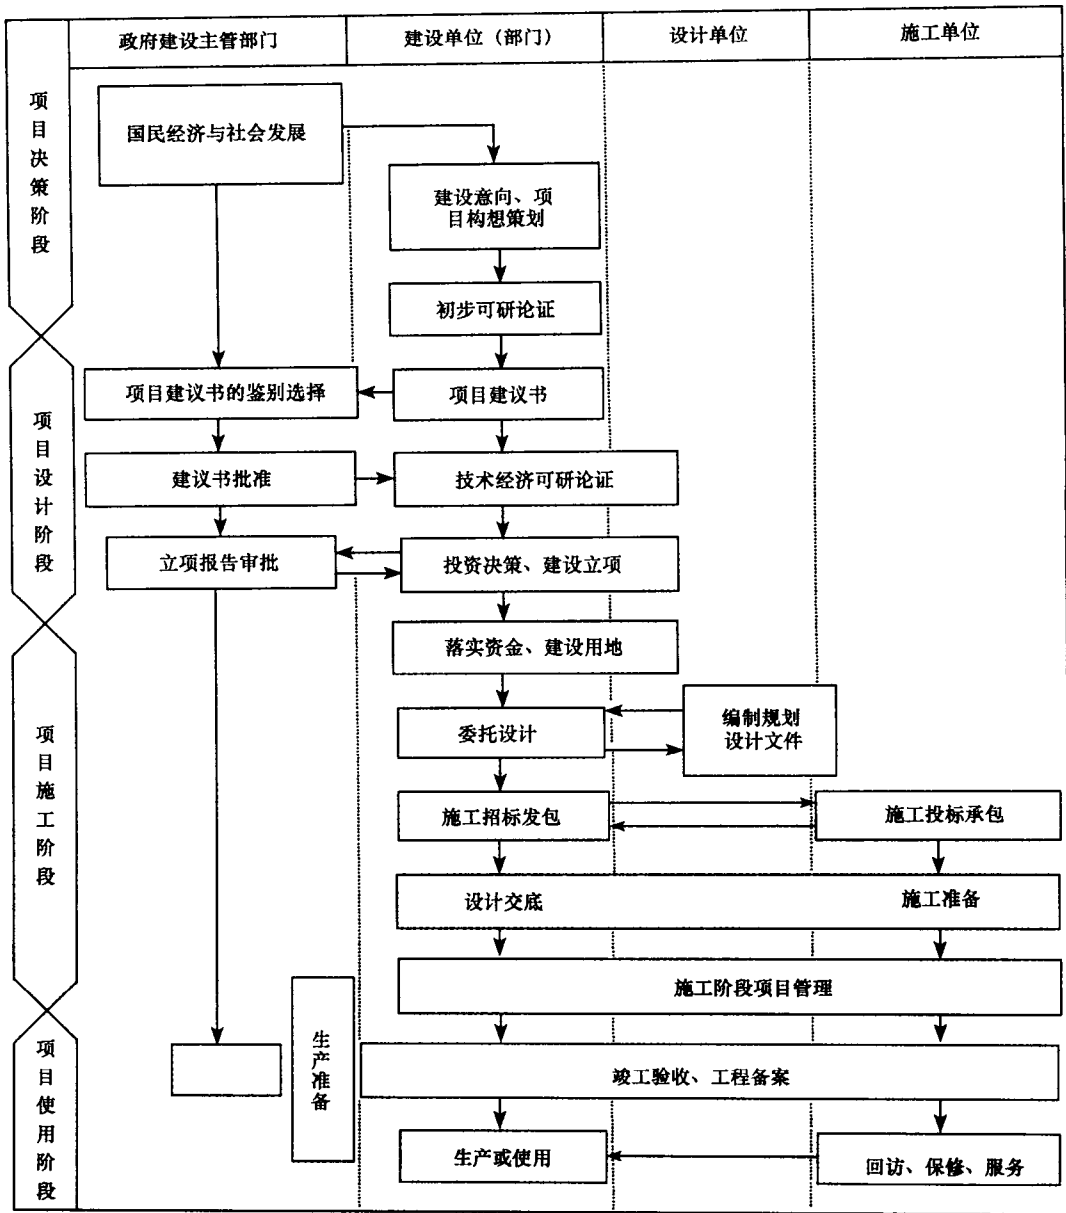 政府建设主管部门
建设单位（部门）
设计单位
施工单位
项目决策阶段
国民经济与社会发展
建设意向、项
目构想策划
初步可研论证
项目建议书的鉴别选择
项目建议书
项目设计阶段
建议书批准
技术经济可研论证
立项报告审批
投资决策、建设立项
落实资金、建设用地
项目施工阶段
委托设计
编制规划
设计文件
施工招标发包
施工投标承包
设计交底
施工准备
施工阶段项目管理
生产准备
项目使用阶段
竣工验收、工程备案
生产或使用
回访、保修、服务